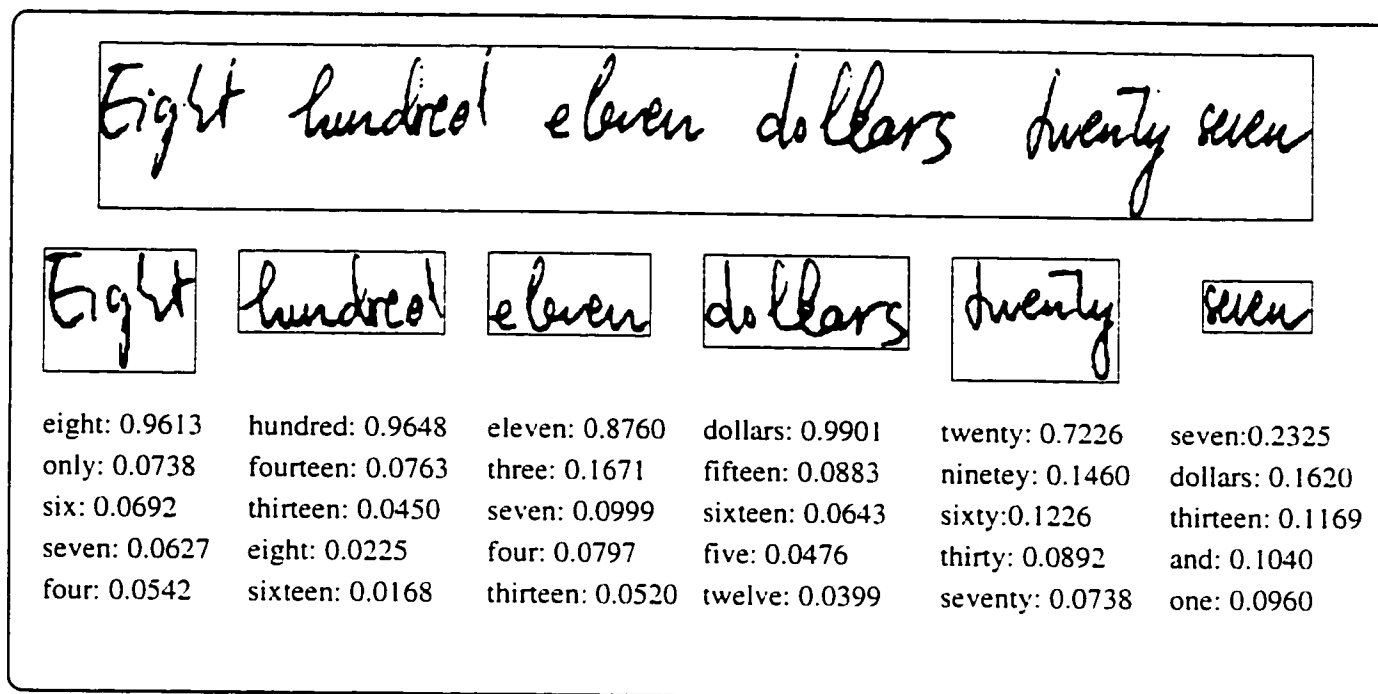 Eight hundred eleven dollars twenty seven
Eight hundred eleven dollars twenty seven
eight: 0.9613 hundred: 0.9648 eleven: 0.8760 dollars: 0.9901 twenty: 0.7226 seven:0.2325
only: 0.0738 fourteen: 0.0763 three: 0.1671 fifteen: 0.0883 ninetey: 0.1460 dollars: 0.1620
six: 0.0692 thirteen: 0.0450 seven: 0.0999 sixteen: 0.0643 sixty:0.1226 thirteen: 0.1169
seven: 0.0627 eight: 0.0225 four: 0.0797 five: 0.0476 thirty: 0.0892 and: 0.1040
four: 0.0542 sixteen: 0.0168 thirteen: 0.0520 twelve: 0.0399 seventy: 0.0738 one: 0.0960